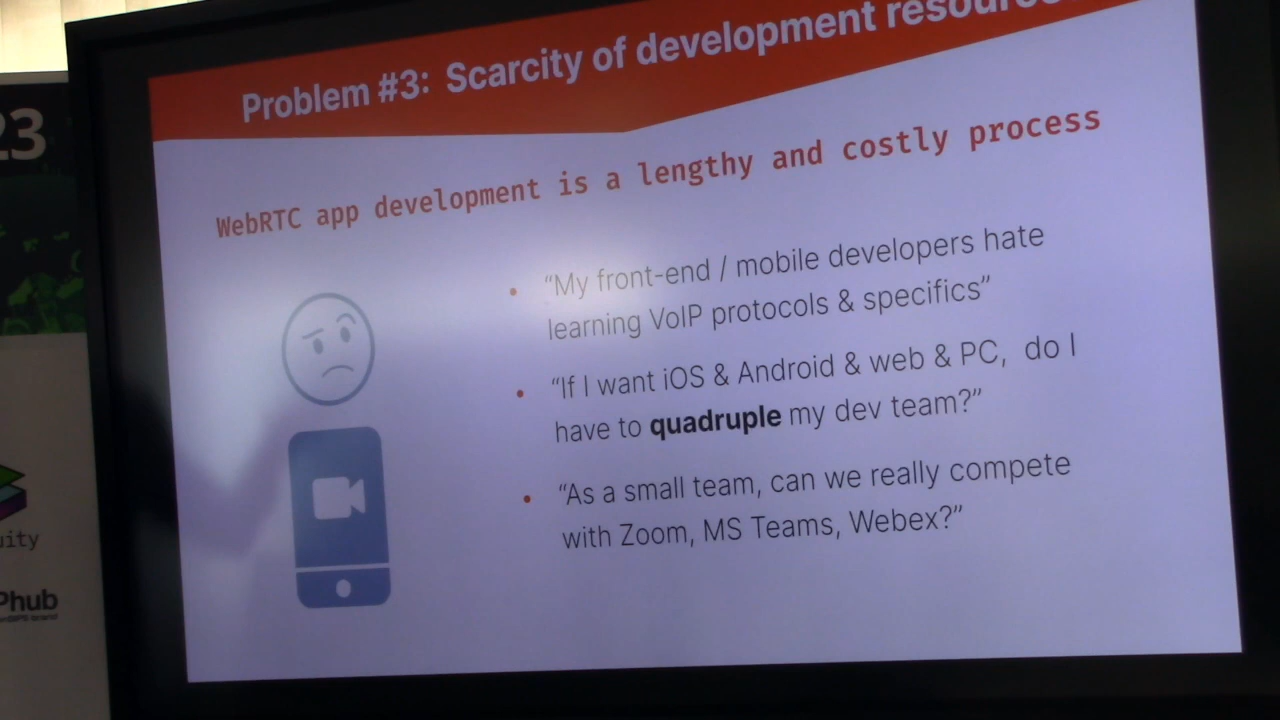 Problem #3: Scarcity of development
WebRTC app development is a lengthy and costly process
• “My front-end / mobile developers hate
learning VoIP protocols & specifics”
• “If I want iOS & Android & web & PC, do I
have to quadruple my dev team?”
• “As a small team, can we really compete
with Zoom, MS Teams, Webex?”
23
uity
Phub